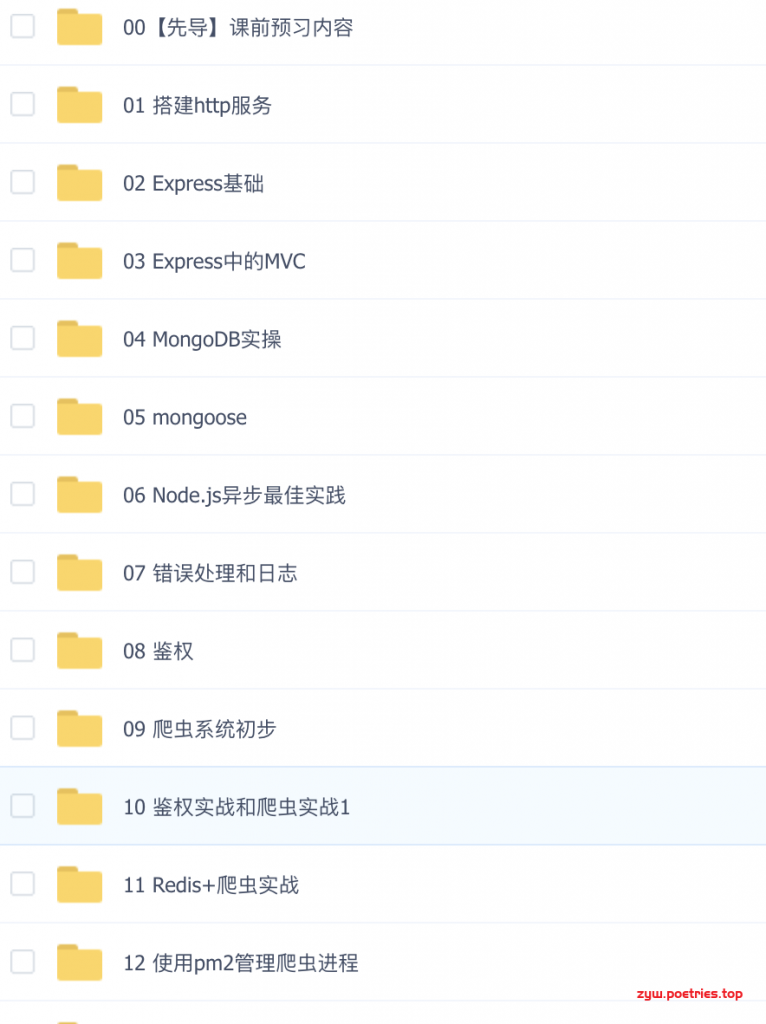 00【先导】课前预习内容
01 搭建http服务
02 Express基础
03 Express中的MVC
04 MongoDB实操
05 mongoose
06 Node.js异步最佳实践
07 错误处理和日志
08 鉴权
09 爬虫系统初步
10 鉴权实战和爬虫实战1
11 Redis+爬虫实战
12 使用pm2管理爬虫进程
zyw.poetries.top